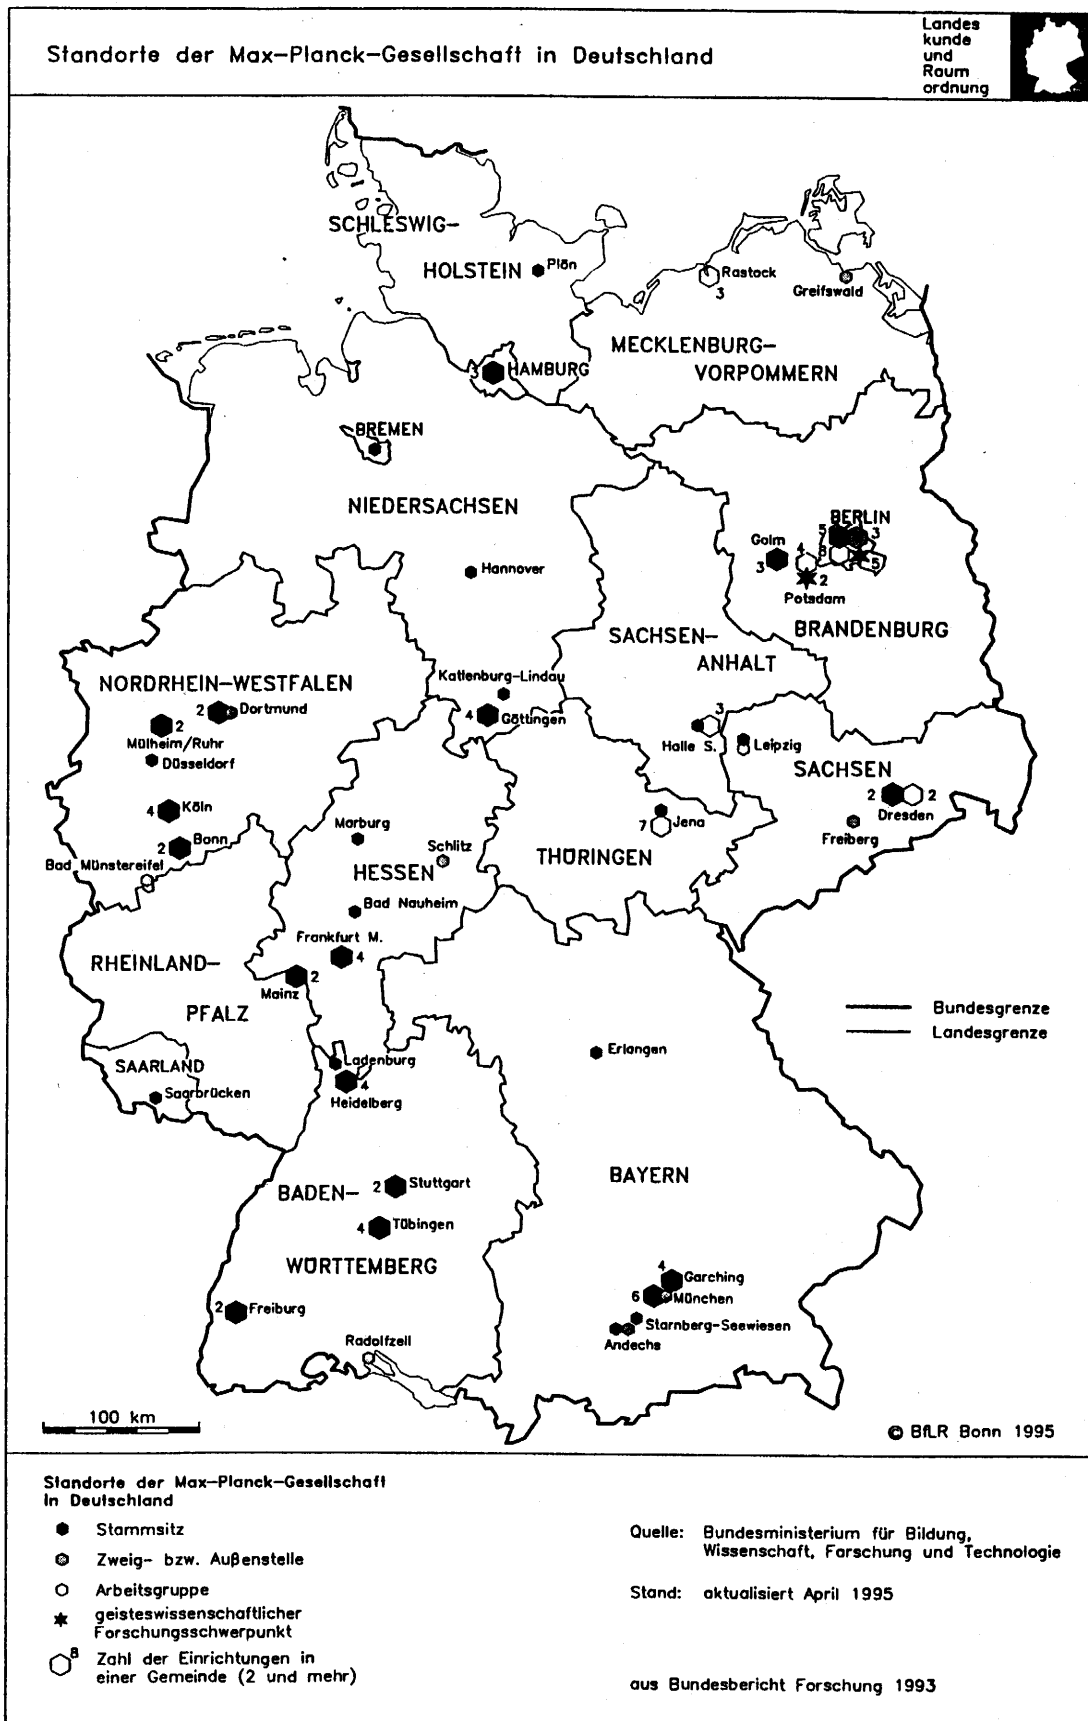 Standorte der Max-Planck-Gesellschaft in Deutschland
Landes
kunde
und
Raum
ordnung
SCHLESWIG-
HOLSTEIN
Plön
Rastock
3
Greifswald
MECKLENBURG-
VORPOMMERN
3
HAMBURG
BREMEN
NIEDERSACHSEN
BERLIN
5
3
Golm
4
8
3
2
5
Potsdam
Hannover
BRANDENBURG
SACHSEN-
ANHALT
Katlenburg-Lindau
NORDRHEIN-WESTFALEN
2
Dortmund
4
Göttingen
3
2
Mülheim/Ruhr
Halle S.
Leipzig
Düsseldorf
SACHSEN
4
Köln
2
2
Dresden
Marburg
7
Jena
Freiberg
2
Bonn
Schlitz
THÜRINGEN
Bad Münstereifel
HESSEN
Bad Nauheim
Frankfurt M.
4
RHEINLAND-
2
Mainz
PFALZ
Bundesgrenze
Landesgrenze
Erlangen
SAARLAND
Ladenburg
4
Saarbrücken
Heidelberg
BAYERN
2
Stuttgart
BADEN-
4
Tübingen
WÜRTTEMBERG
4
Garching
6
München
2
Freiburg
Starnberg-Seewiesen
Andechs
Radolfzell
100 km
© BfLR Bonn 1995
Standorte der Max-Planck-Gesellschaft
in Deutschland
Stammsitz
Zweig- bzw. Außenstelle
Arbeitsgruppe
geisteswissenschaftlicher
Forschungsschwerpunkt
8
Zahl der Einrichtungen in
einer Gemeinde (2 und mehr)
Quelle: Bundesministerium für Bildung,
Wissenschaft, Forschung und Technologie
Stand: aktualisiert April 1995
aus Bundesbericht Forschung 1993